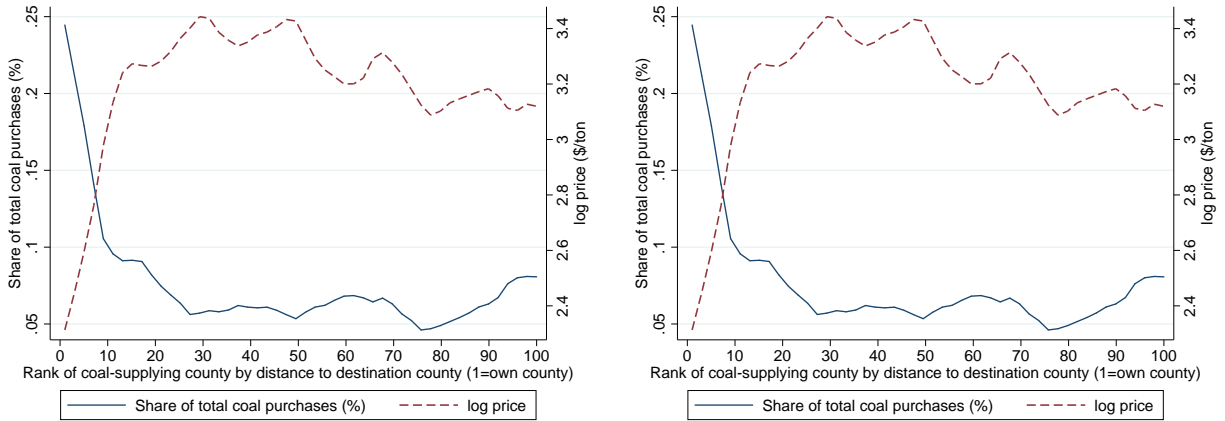 .25
.2
.15
.1
.05
Share of total coal purchases (%)
3.4
3.2
3
2.8
2.6
2.4
log price ($/ton
0 10 20 30 40 50 60 70 80 90 100
Rank of coal-supplying county by distance to destination county (1=own county)
Share of total coal purchases (%) log price
.25
.2
.15
.1
.05
Share of total coal purchases (%)
3.4
3.2
3
2.8
2.6
2.4
log price ($/ton
0 10 20 30 40 50 60 70 80 90 100
Rank of coal-supplying county by distance to destination county (1=own county)
Share of total coal purchases (%) log price